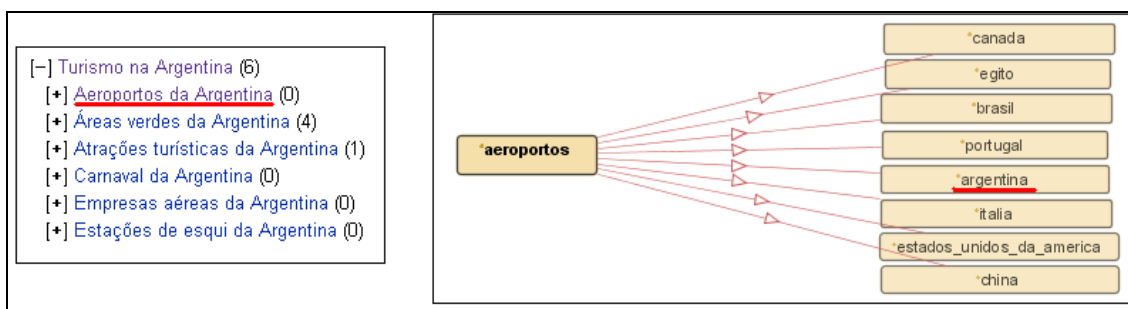 [−] Turismo na Argentina (6)
[+] Aeroportos da Argentina (0)
[+] Áreas verdes da Argentina (4)
[+] Atrações turísticas da Argentina (1)
[+] Carnaval da Argentina (0)
[+] Empresas aéreas da Argentina (0)
[+] Estações de esqui da Argentina (0)
*aeroportos
*canada
*egito
*brasil
*portugal
*argentina
*italia
*estados_unidos_da_america
*china